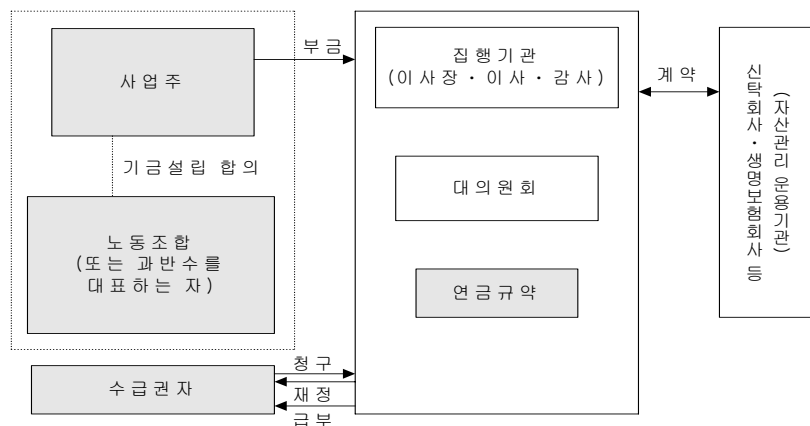 사업주
부금
집행기관
(이사장・이사・감사)
계약
신탁회사・생명보험회사 등
(자산관리 운용기관)
기금설립 합의
대의원회
노동조합
(또는 과반수를
대표하는 자)
연금규약
청구
수급권자
재정
급부